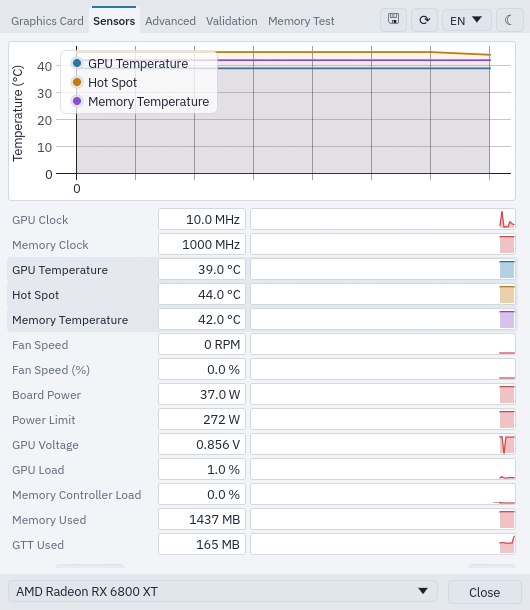 Graphics Card Sensors Advanced Validation Memory Test EN
Temperature (°C)
40
30
20
10
0
0
GPU Temperature
Hot Spot
Memory Temperature
GPU Clock 10.0 MHz
Memory Clock 1000 MHz
GPU Temperature 39.0 °C
Hot Spot 44.0 °C
Memory Temperature 42.0 °C
Fan Speed 0 RPM
Fan Speed (%) 0.0 %
Board Power 37.0 W
Power Limit 272 W
GPU Voltage 0.856 V
GPU Load 1.0 %
Memory Controller Load 0.0 %
Memory Used 1437 MB
GTT Used 165 MB
AMD Radeon RX 6800 XT Close